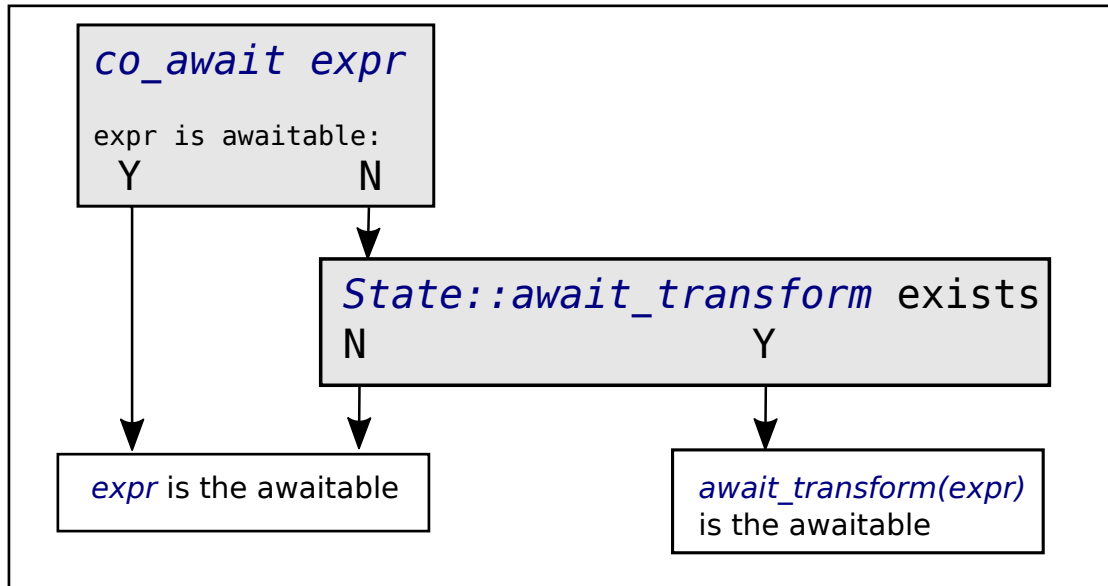 co_await expr
expr is awaitable:
Y N
State::await_transform exists
N Y
expr is the awaitable
await_transform(expr)
is the awaitable